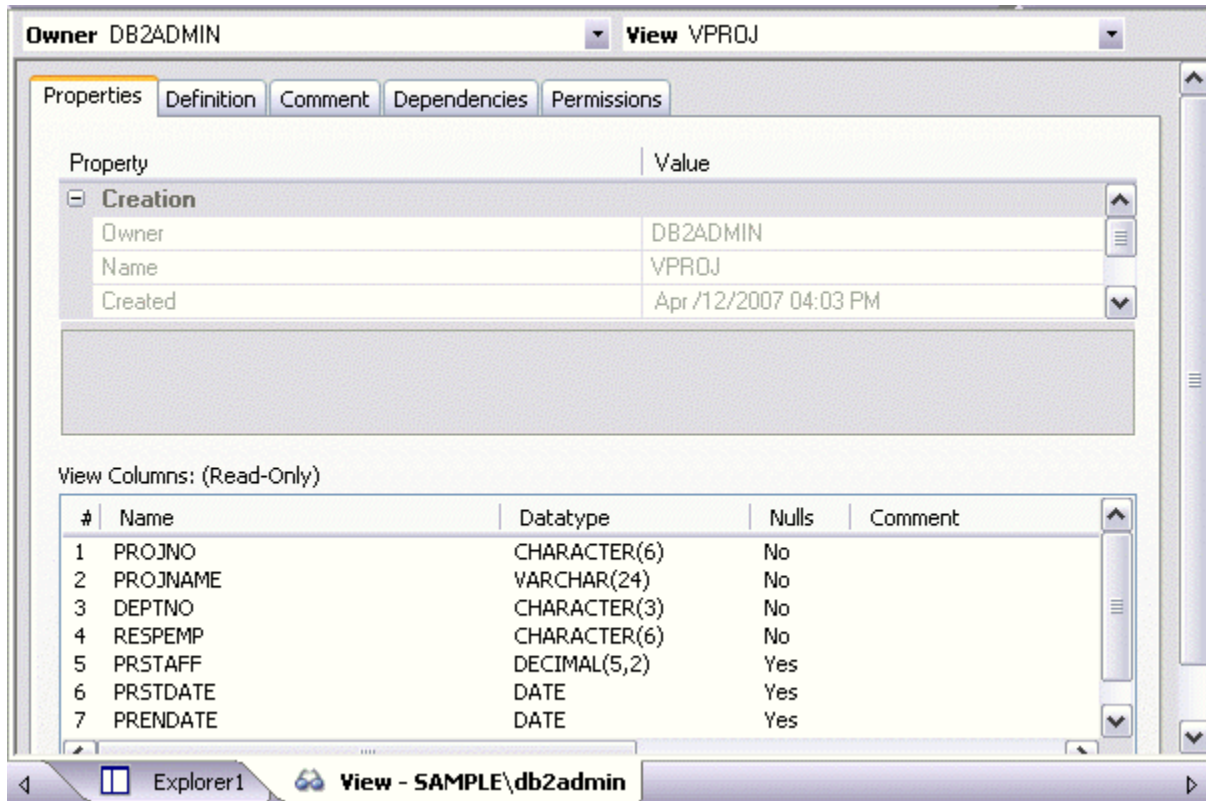 Owner DB2ADMIN View VPROJ
Properties Definition Comment Dependencies Permissions
Property Value
Creation
Owner DB2ADMIN
Name VPROJ
Created Apr /12/2007 04:03 PM
View Columns: (Read-Only)
# Name Datatype Nulls Comment
1 PROJNO CHARACTER(6) No
2 PROJNAME VARCHAR(24) No
3 DEPTNO CHARACTER(3) No
4 RESPEMP CHARACTER(6) No
5 PRSTAFF DECIMAL(5,2) Yes
6 PRSTDATE DATE Yes
7 PRENDATE DATE Yes
Explorer1 View - SAMPLE\db2admin